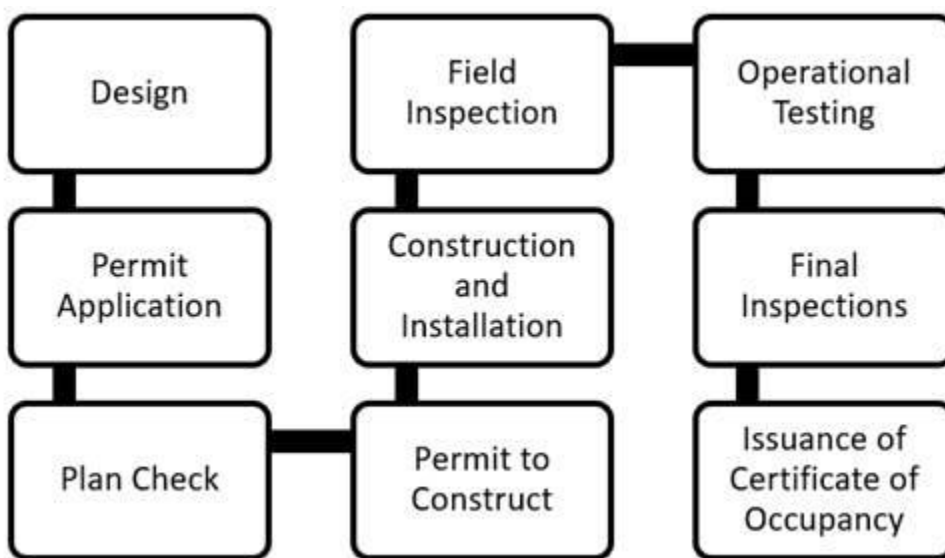 Design
Permit
Application
Plan Check
Permit to
Construct
Construction
and
Installation
Field
Inspection
Operational
Testing
Final
Inspections
Issuance of
Certificate of
Occupancy